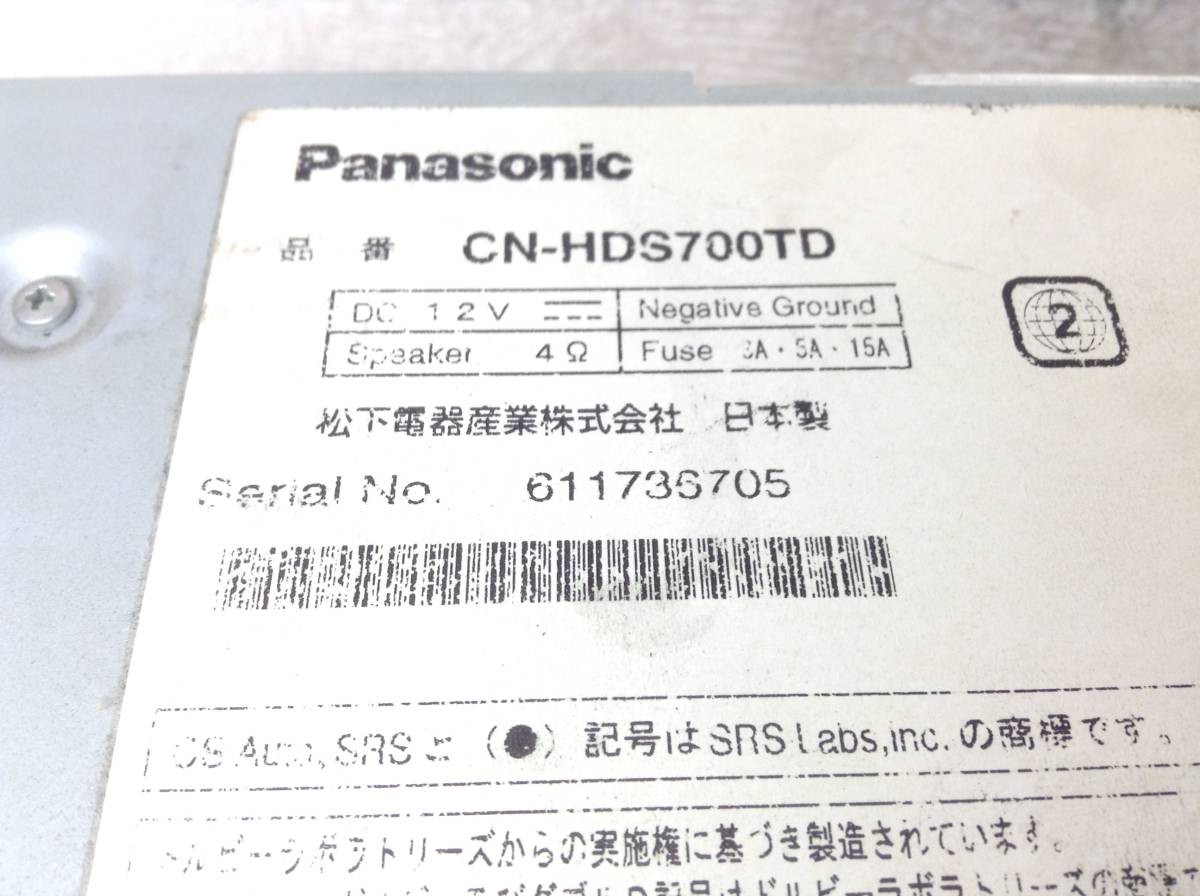 Panasonic
品 番 CN-HDS700TD
DC 12V Negative Ground
Speaker 4Ω Fuse 3A・5A・15A
2
松下電器産業株式会社 日本製
Serial No. 611736705
CS Auto, SRSと(●)記号はSRS Labs,inc.の商標です。
ドルビーラボラトリーズからの実施権に基づき製造されています。